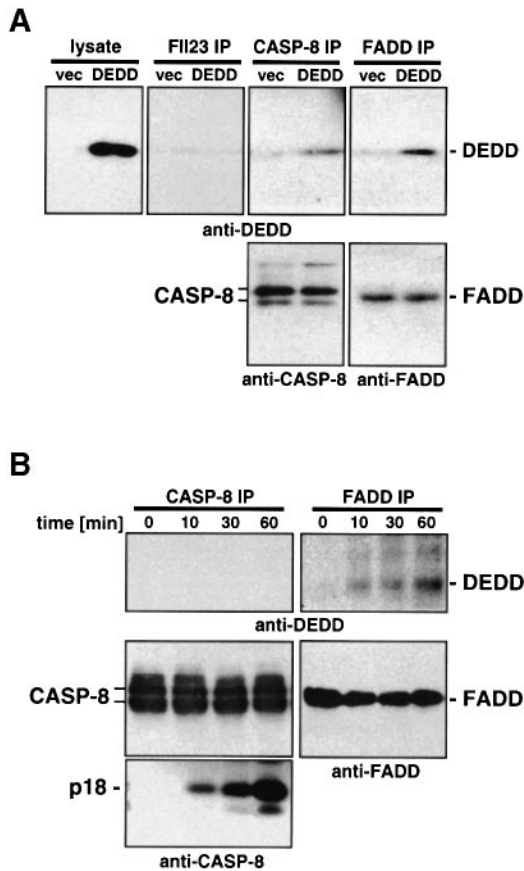 A
lysate FII23 IP CASP-8 IP FADD IP
vec DEDD vec DEDD vec DEDD vec DEDD
- DEDD
anti-DEDD
CASP-8 - FADD
anti-CASP-8 anti-FADD
B
CASP-8 IP FADD IP
time [min] 0 10 30 60 0 10 30 60
- DEDD
anti-DEDD
CASP-8 - FADD
p18 - anti-FADD
anti-CASP-8